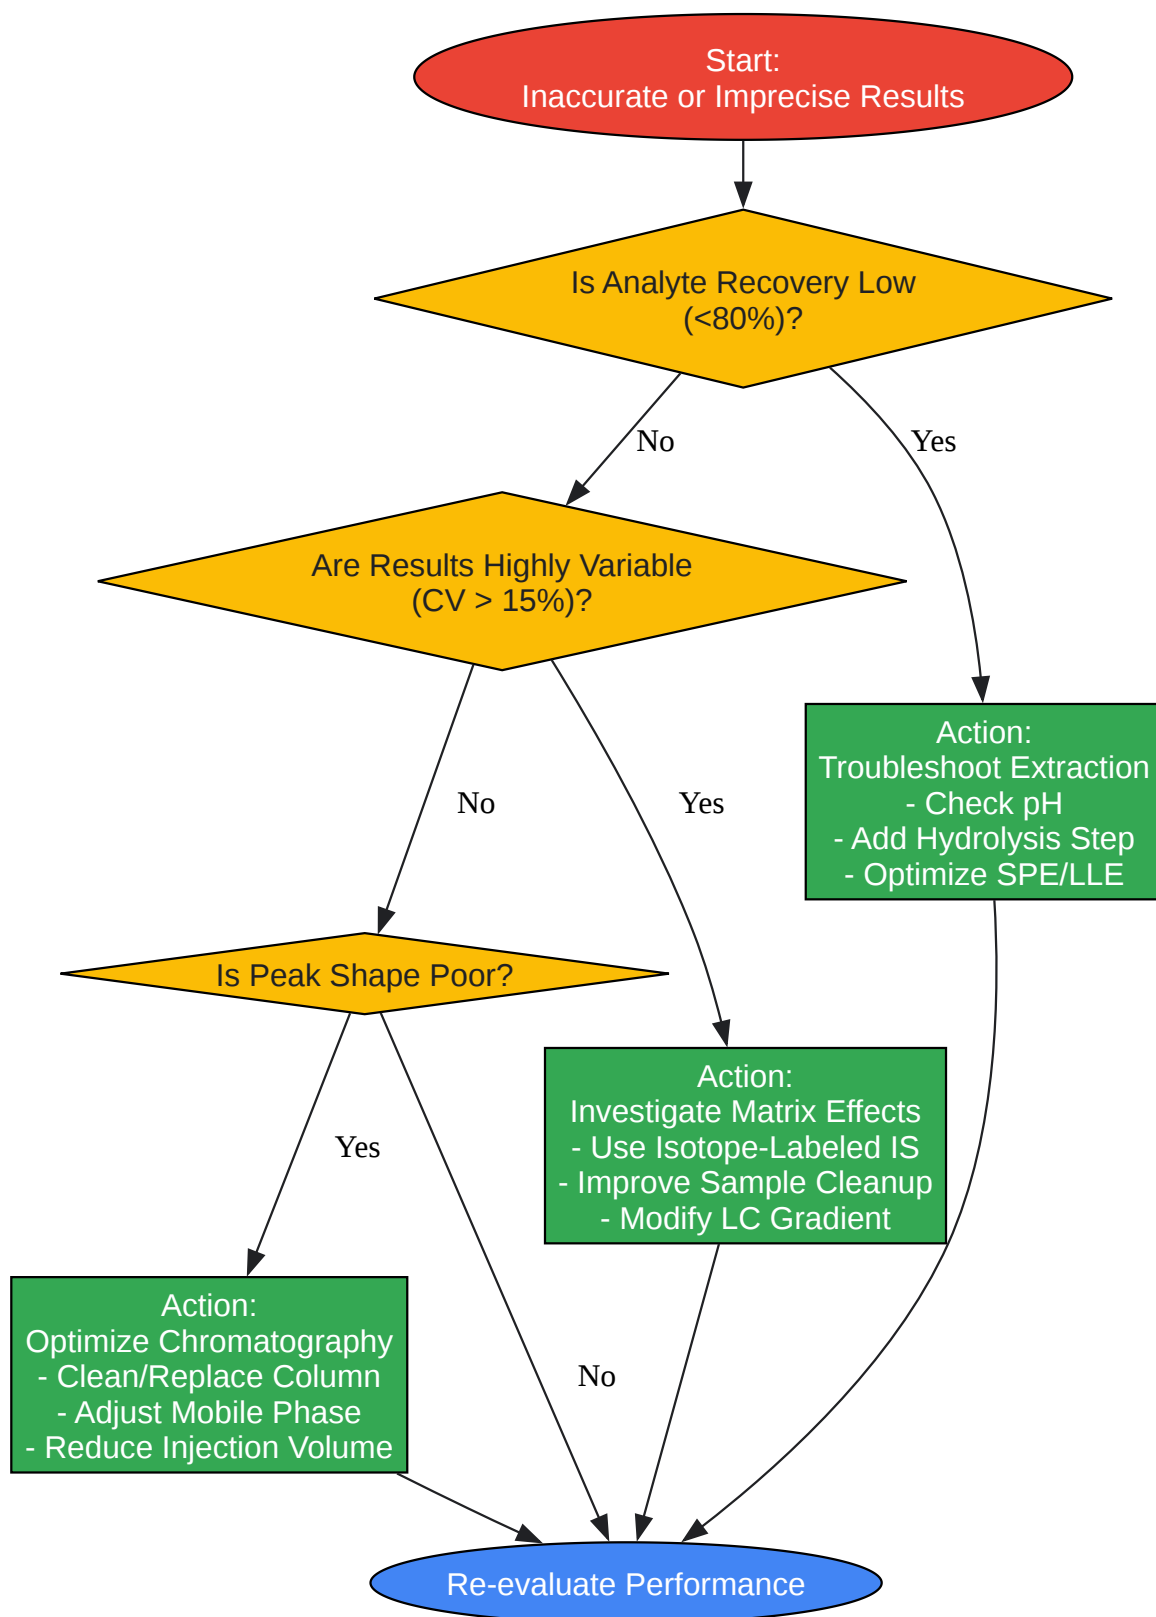 Start:
Inaccurate or Imprecise Results
Is Analyte Recovery Low
(<80%)?
No
Yes
Are Results Highly Variable
(CV > 15%)?
Action:
Troubleshoot Extraction
- Check pH
- Add Hydrolysis Step
- Optimize SPE/LLE
No
Yes
Is Peak Shape Poor?
Action:
Investigate Matrix Effects
- Use Isotope-Labeled IS
- Improve Sample Cleanup
- Modify LC Gradient
Yes
No
Action:
Optimize Chromatography
- Clean/Replace Column
- Adjust Mobile Phase
- Reduce Injection Volume
Re-evaluate Performance